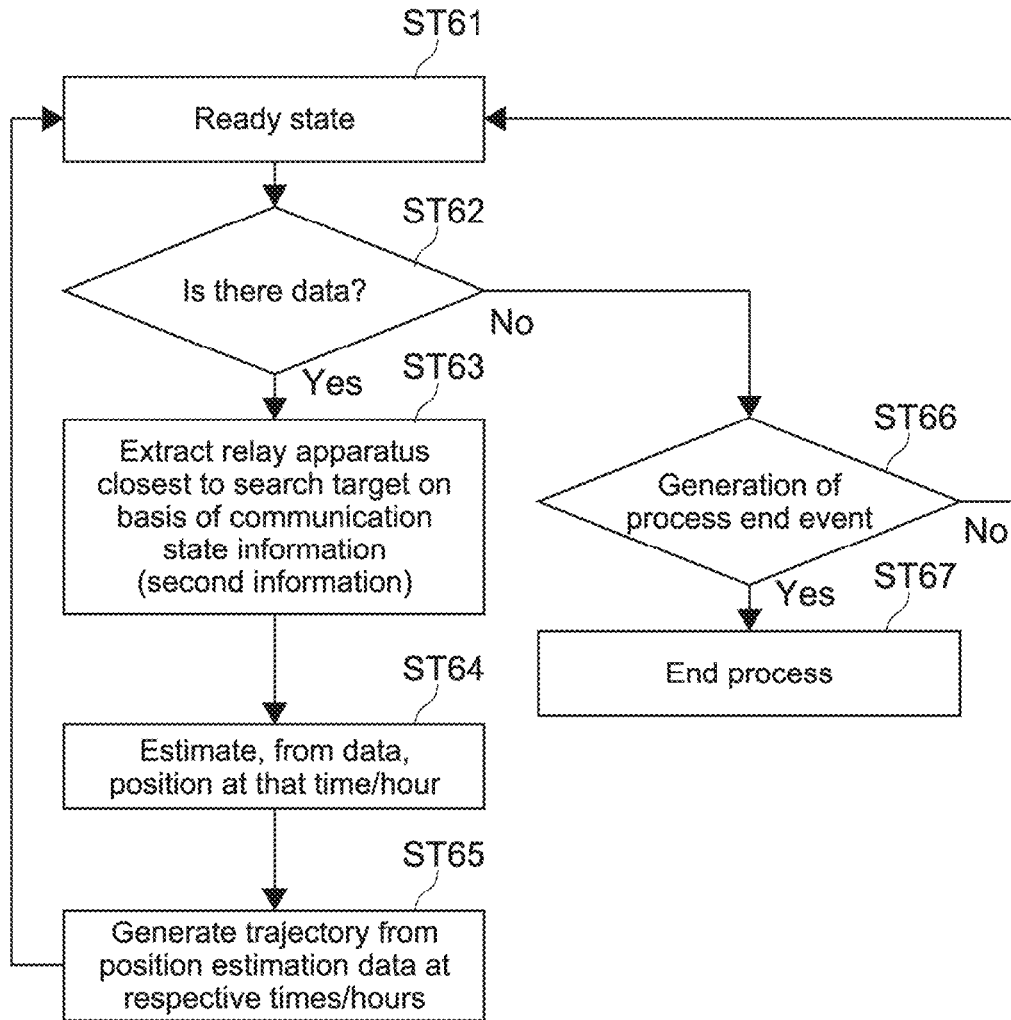 ST61
Ready state
ST62
Is there data?
No
Yes
ST63
Extract relay apparatus
closest to search target on
basis of communication
state information
(second information)
ST64
Estimate, from data,
position at that time/hour
ST65
Generate trajectory from
position estimation data at
respective times/hours
ST66
Generation of
process end event
No
Yes
ST67
End process